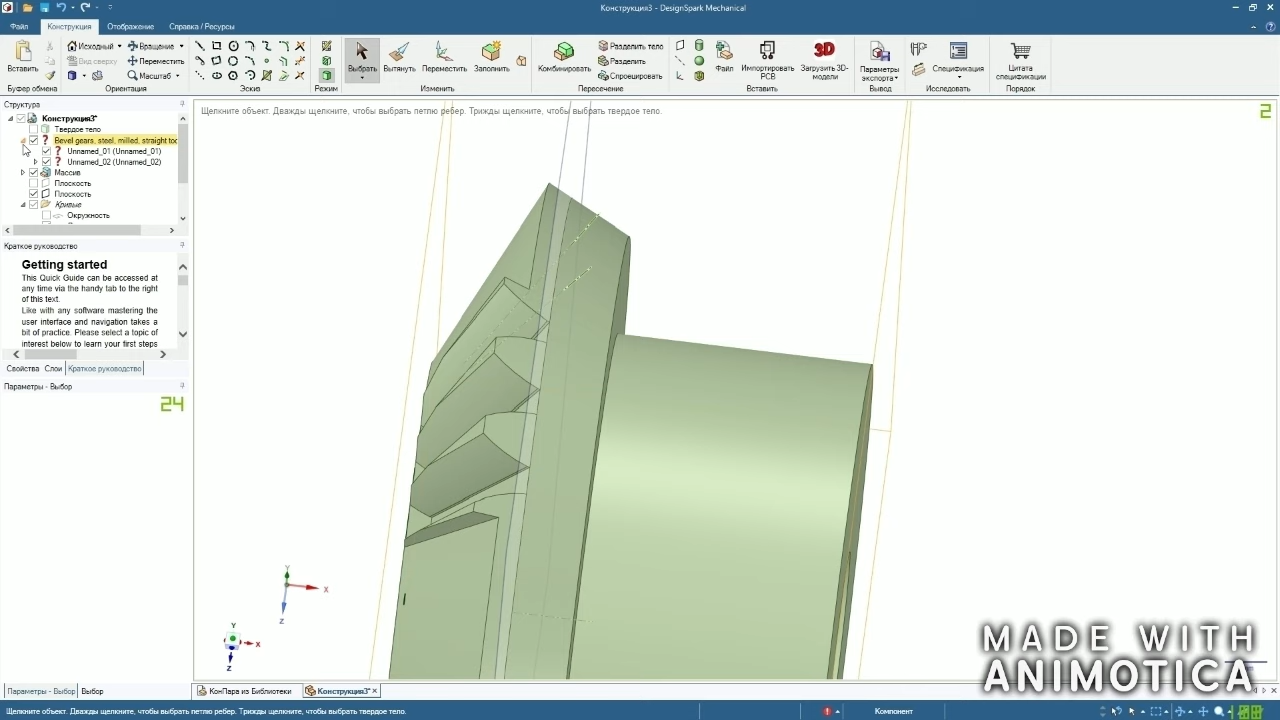 Конструкция3 - DesignSpark Mechanical
Файл Конструкция Отображение Справка / Ресурсы
Вставить
Исходный Вращение
Вид сверху Переместить
Масштаб
Выбрать Вытянуть Переместить Заполнить
Комбинировать
Разделить тело
Разделить
Спроецировать
Файл Импортировать PCB Загрузить 3D-модели
Параметры экспорта
Спецификация
Цитата спецификации
Буфер обмена Ориентация Эскиз Режим Изменить Пересечение Вставить Вывод Исследовать Порядок
Структура
Конструкция3*
Твердое тело
Bevel gears, steel, milled, straight too
Unnamed_01 (Unnamed_01)
Unnamed_02 (Unnamed_02)
Массив
Плоскость
Плоскость
Кривые
Окружность
Щелкните объект. Дважды щелкните, чтобы выбрать петлю ребер. Трижды щелкните, чтобы выбрать твердое тело.
2
Краткое руководство
Getting started
This Quick Guide can be accessed at
any time via the handy tab to the right
of this text.
Like with any software mastering the
user interface and navigation takes a
bit of practice. Please select a topic of
interest below to learn your first steps
Свойства Слои Краткое руководство
Параметры - Выбор
24
Y
X
Z
Y
X
Z
MADE WITH
ANIMOTICA
Параметры - Выбор Выбор
КонПара из Библиотеки Конструкция3*
Щелкните объект. Дважды щелкните, чтобы выбрать петлю ребер. Трижды щелкните, чтобы выбрать твердое тело.
Компонент